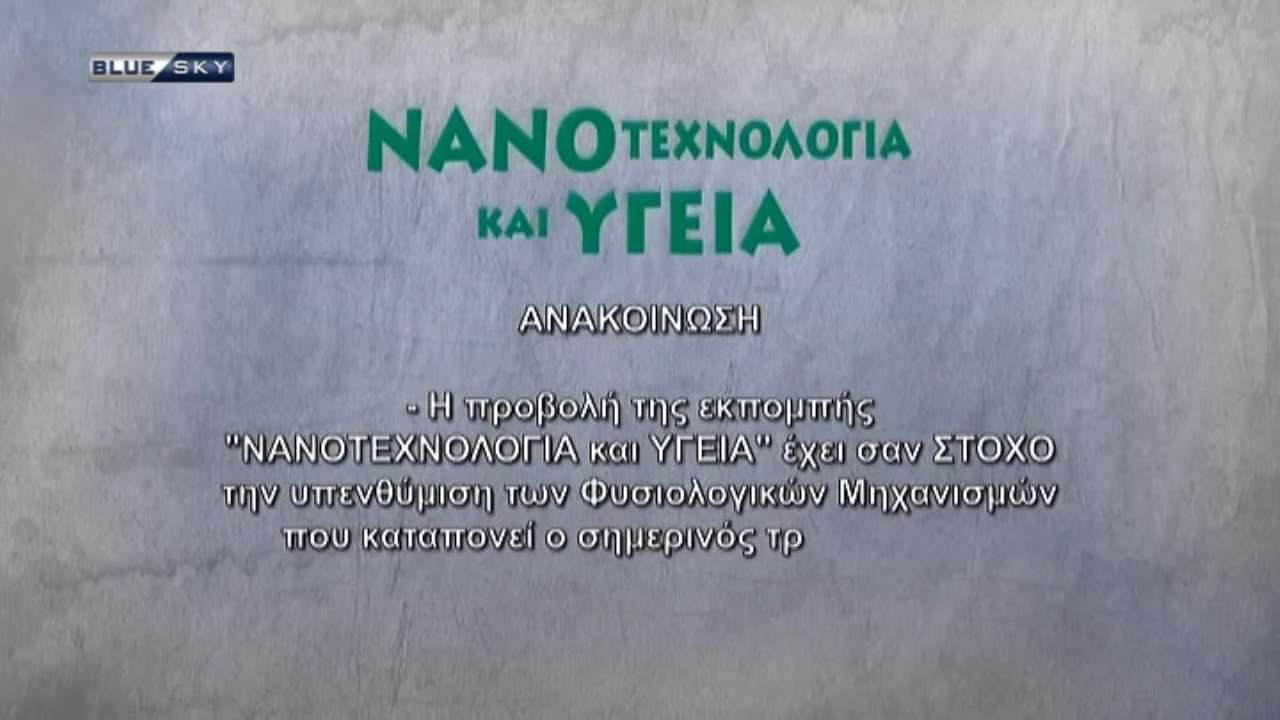 BLUE SKY
ΝΑΝΟΤΕΧΝΟΛΟΓΙΑ
ΚΑΙ ΥΓΕΙΑ
ΑΝΑΚΟΙΝΩΣΗ
- Η προβολή της εκπομπής
"ΝΑΝΟΤΕΧΝΟΛΟΓΙΑ και ΥΓΕΙΑ" έχει σαν ΣΤΟΧΟ
την υπενθύμιση των Φυσιολογικών Μηχανισμών
που καταπονεί ο σημερινός τρ